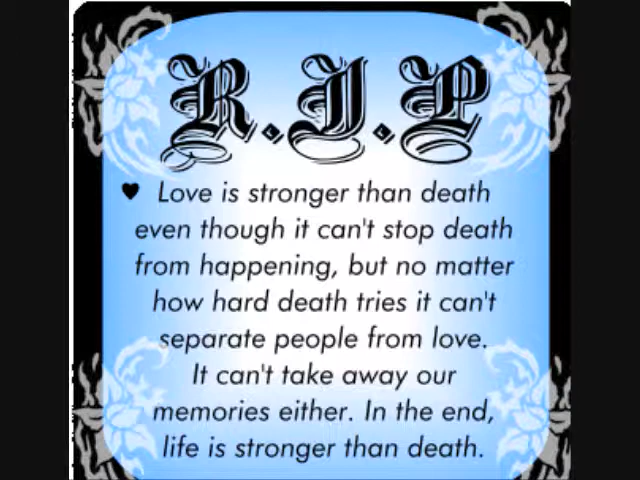 R.I.P
♥ Love is stronger than death
even though it can't stop death
from happening, but no matter
how hard death tries it can't
separate people from love.
It can't take away our
memories either. In the end,
life is stronger than death.